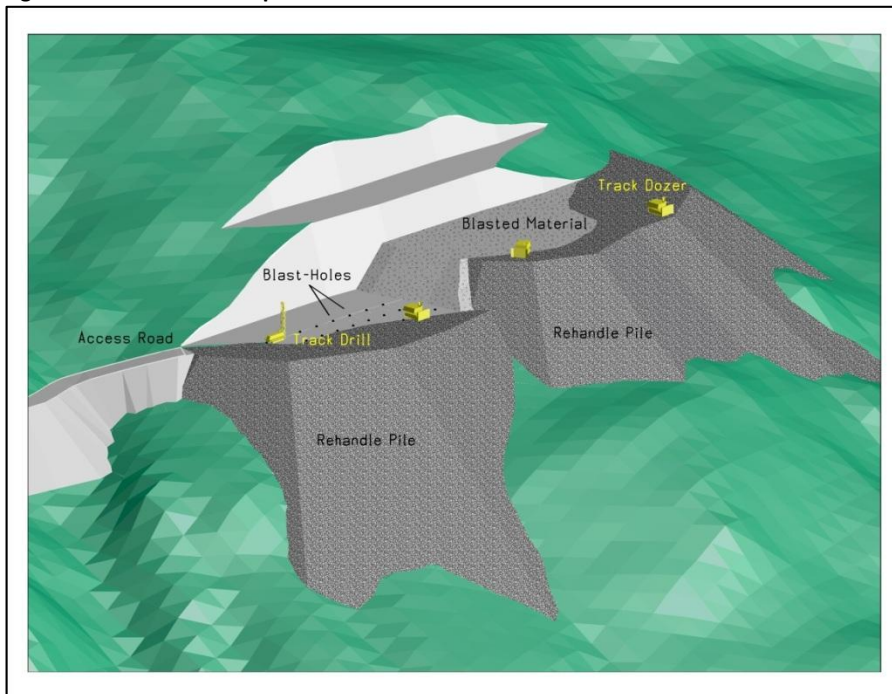 Track Dozer
Blasted Material
Blast-Holes
Access Road
Track Drill
Rehandle Pile
Rehandle Pile